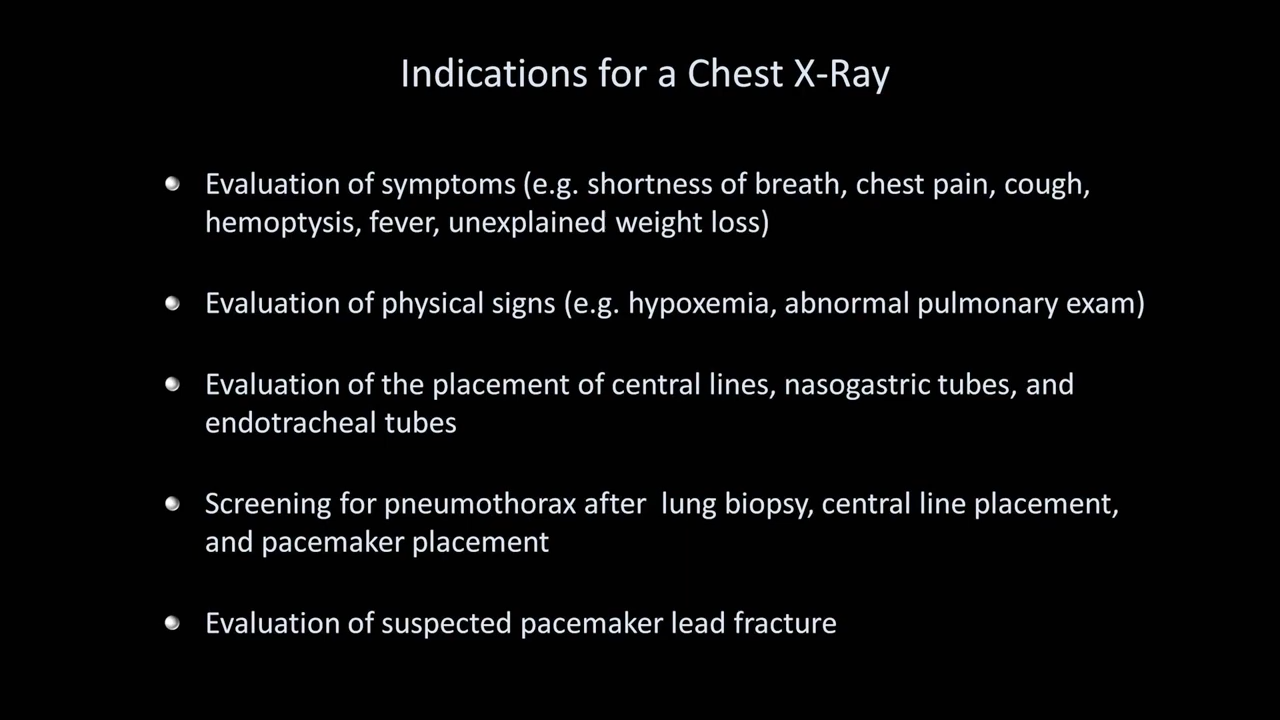 Indications for a Chest X-Ray
Evaluation of symptoms (e.g. shortness of breath, chest pain, cough,
hemoptysis, fever, unexplained weight loss)
Evaluation of physical signs (e.g. hypoxemia, abnormal pulmonary exam)
Evaluation of the placement of central lines, nasogastric tubes, and
endotracheal tubes
Screening for pneumothorax after  lung biopsy, central line placement,
and pacemaker placement
Evaluation of suspected pacemaker lead fracture